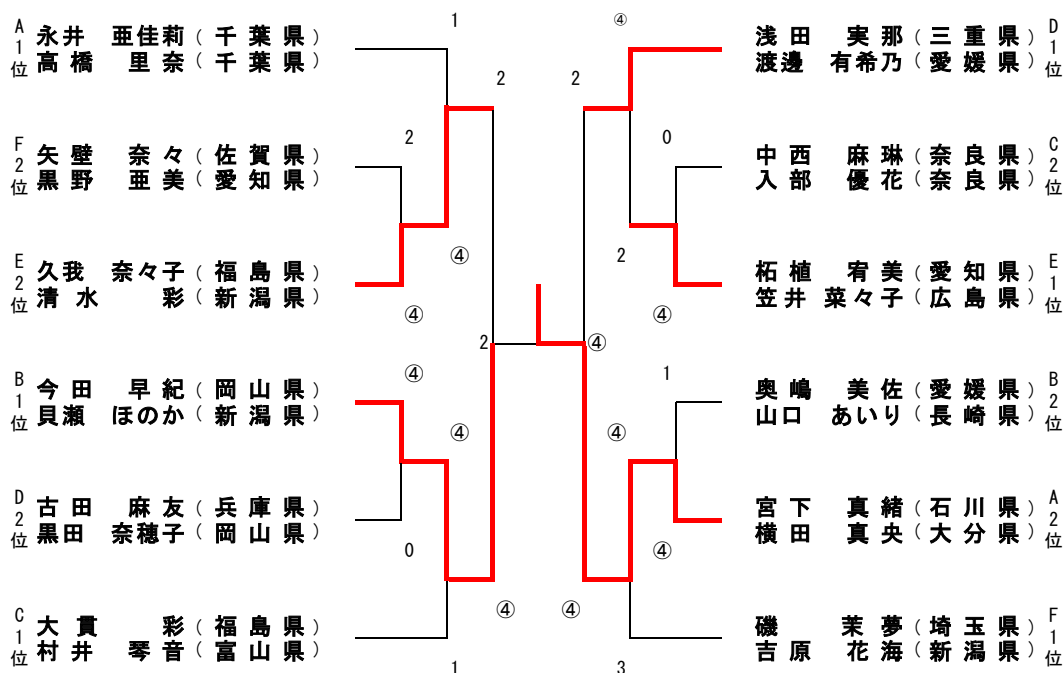 A1位
永井 亜佳莉(千葉県)
高橋 里奈(千葉県)
F2位
矢壁 奈々(佐賀県)
黒野 亜美(愛知県)
E2位
久我 奈々子(福島県)
清水 彩(新潟県)
B1位
今田 早紀(岡山県)
貝瀬 ほのか(新潟県)
D2位
古田 麻友(兵庫県)
黒田 奈穂子(岡山県)
C1位
大貫 彩(福島県)
村井 琴音(富山県)
1
2
2
④
④
2
④
④
0
④
1
④
2
0
2
④
④
1
④
④
④
3
D1位
浅田 実那(三重県)
渡邊 有希乃(愛媛県)
C2位
中西 麻琳(奈良県)
入部 優花(奈良県)
E1位
柘植 宥美(愛知県)
笠井 菜々子(広島県)
B2位
奥嶋 美佐(愛媛県)
山口 あいり(長崎県)
A2位
宮下 真緒(石川県)
横田 真央(大分県)
F1位
磯 茉夢(埼玉県)
吉原 花海(新潟県)